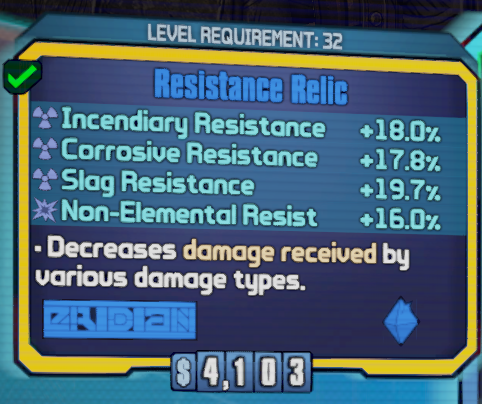 LEVEL REQUIREMENT: 32
Resistance Relic
Incendiary Resistance +18.0%
Corrosive Resistance +17.8%
Slag Resistance +19.7%
Non-Elemental Resist +16.0%
• Decreases damage received by
various damage types.
ERIDIAN
$ 4,103